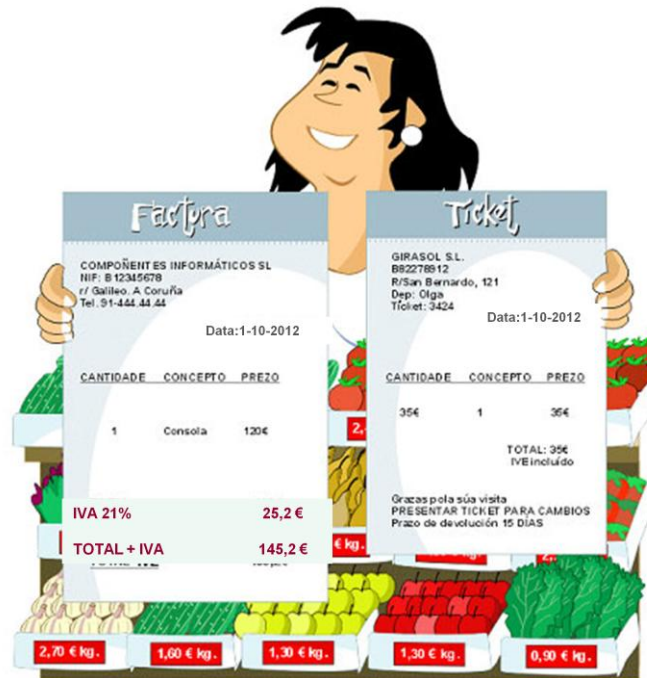 Factura
COMPOÑENTES INFORMÁTICOS SL
NIF: B12345678
r/ Galileo. A Coruña
Tel. 91-444.44.44
Data:1-10-2012
CANTIDADE CONCEPTO PREZO
1 Consola 120€
IVA 21% 25,2 €
TOTAL + IVA 145,2 €
Ticket
GIRASOL S.L.
B82278912
R/San Bernardo, 121
Dep: Olga
Ticket: 3424
Data:1-10-2012
CANTIDADE CONCEPTO PREZO
35€ 1 35€
TOTAL: 35€
IVE incluído
Grazas pola súa visita
PRESENTAR TICKET PARA CAMBIOS
Prazo de devolución 15 DÍAS
€ kg.
2,70 € kg.
1,60 € kg.
1,30 € kg.
1,30 € kg.
0,90 € kg.